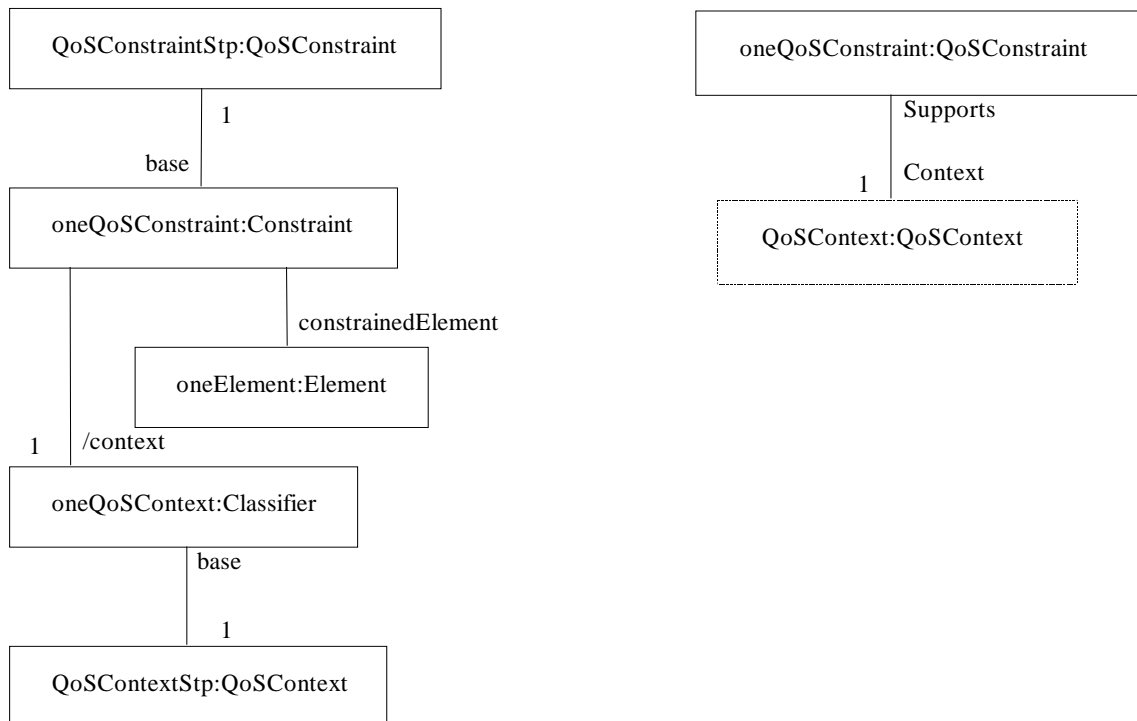 QoSConstraintStp:QoSConstraint
1
base
oneQoSConstraint:Constraint
constrainedElement
oneElement:Element
1
/context
oneQoSContext:Classifier
base
1
QoSContextStp:QoSContext
oneQoSConstraint:QoSConstraint
Supports
Context
1
QoSContext:QoSContext